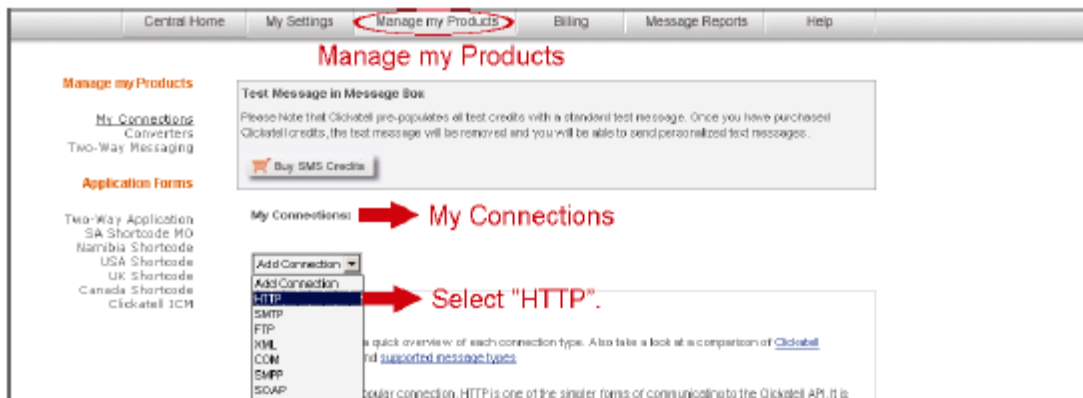 Central Home My Settings Manage my Products Billing Message Reports Help
Manage my Products
Manage my Products
My Connections
Converters
Two-Way Messaging
Application Forms
Two-Way Application
SA Shortcode MO
Namibia Shortcode
USA Shortcode
UK Shortcode
Canada Shortcode
Clickatell ICM
Test Message in Message Box
Please Note that Clickatell pre-populates all test credits with a standard test message. Once you have purchased
Clickatell credits, the test message will be removed and you will be able to send personalized text messages.
Buy SMS Credits
My Connections: My Connections
Add Connection
Add Connection
HTTP Select "HTTP".
SMTP
FTP
XML a quick overview of each connection type. Also take a look at a comparison of Clickatell
COM nd supported message types
SMPP
SOAP popular connection, HTTP is one of the simpler forms of communicating to the Clickatell API. It is